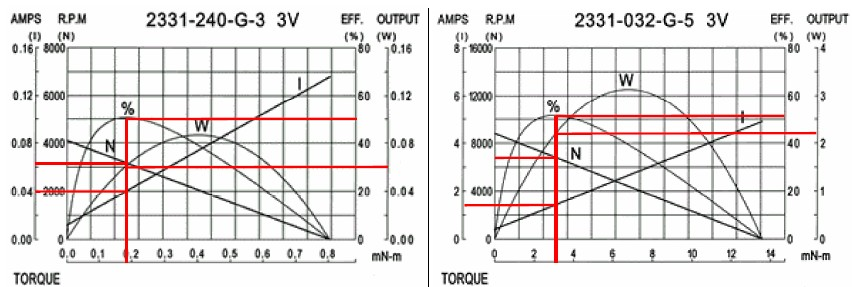 AMPS R.P.M 2331-240-G-3 3V EFF. OUTPUT
(I) (N) (%) (W)
0.16 8000 80 0.16
0.12 6000 60 0.12
0.08 4000 40 0.08
0.04 2000 20 0.04
0.00 0 0 0.00
% N W I
0.0 0,1 0,2 0.3 0.4 0.5 0.6 0.7 0.8 mN-m
TORQUE
AMPS R.P.M 2331-032-G-5 3V EFF. OUTPUT
(I) (N) (%) (W)
8 16000 80 4
6 12000 60 3
4 8000 40 2
2 4000 20 1
0 0 0 0
% N W I
0 2 4 6 8 10 12 14 mN-m
TORQUE